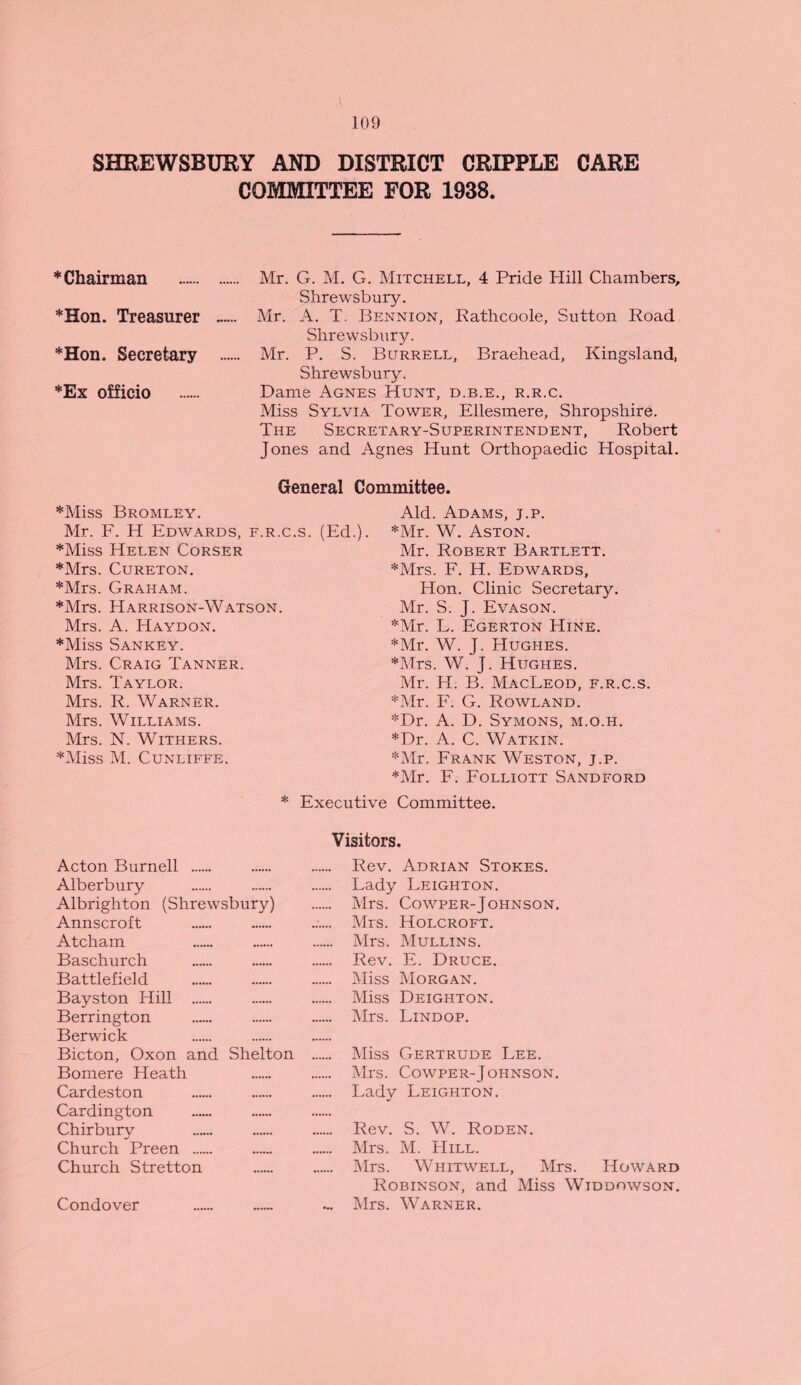 109
SHREWSBURY AND DISTRICT CRIPPLE CARE
COMMITTEE FOR 1938.
*Chairman ...... ...... Mr. G. M. G. Mitchell, 4 Pride Hill Chambers,
Shrewsbury.
*Hon. Treasurer ...... Mr. A. T. Bennion, Rathcoole, Sutton Road
Shrewsbury.
*Hon. Secretary ...... Mr. P. S. Burrell, Braehead, Kingsland,
Shrewsbury.
*Ex officio ...... Dame Agnes Hunt, d.b.e., r.r.c.
Miss Sylvia Tower, Ellesmere, Shropshire.
The Secretary-Superintendent, Robert
Jones and Agnes Hunt Orthopaedic Hospital.
General Committee.
*Miss Bromley.
Mr. F. H Edwards, f.r.c.s. (Ed.).
*Miss Helen Corser
*Mrs. Cureton.
*Mrs. Graham.
*Mrs. Harrison-Watson.
Mrs. A. Haydon.
*Miss Sankey.
Mrs. Craig Tanner.
Mrs. Taylor.
Mrs. R. Warner.
Mrs. Williams.
Mrs. N. Withers.
*Miss M. Cunliffe.
Ald. Adams, j.p.
*Mr. W. Aston.
Mr. Robert Bartlett.
*Mrs. F. H. Edwards,
Hon. Clinic Secretary.
Mr. S. J. Evason.
*Mr. L. Egerton Hine.
*Mr. W. J. Hughes.
*Mrs. W. J. Hughes.
Mr. H. B. MacLeod, f.r.c.s.
*Mr. F. G. Rowland.
*Dr. A. D. Symons, m.o.h.
*Dr. A. C. Watkin.
*Mr. Frank Weston, j.p.
*Mr. F. Folliott Sandford
* Executive Committee.
Visitors.
Acton Burnell ...... ...... ...... Rev. Adrian Stokes.
Alberbury ...... ...... ...... Lady Leighton.
Albrighton (Shrewsbury) ...... Mrs. Cowper-Johnson.
Annscroft ...... ...... ...... Mrs. Holcroft.
Atcham ...... ...... ...... Mrs. Mullins.
Baschurch ...... ...... ...... Rev. E. Druce.
Battlefield ...... ...... ...... Miss Morgan.
Bayston Hill ...... ...... ...... Miss Deighton.
Berrington ...... ...... ...... Mrs. Lindop.
Berwick ...... ...... ......
Bicton, Oxon and Shelton ...... Miss Gertrude Lee.
Bomere Heath ...... ...... Mrs. Cowper-Johnson.
Cardeston ...... ...... ...... Lady Leighton.
Cardington ...... ...... ......
Chirbury ...... ...... ...... Rev. S. W. Roden.
Church Preen ...... ...... ...... Mrs. M. Hill.
Church Stretton ...... ...... Mrs. Whitwell, Mrs. Howard
Robinson, and Miss Widdowson.
Condover ...... ...... ... Mrs. Warner.